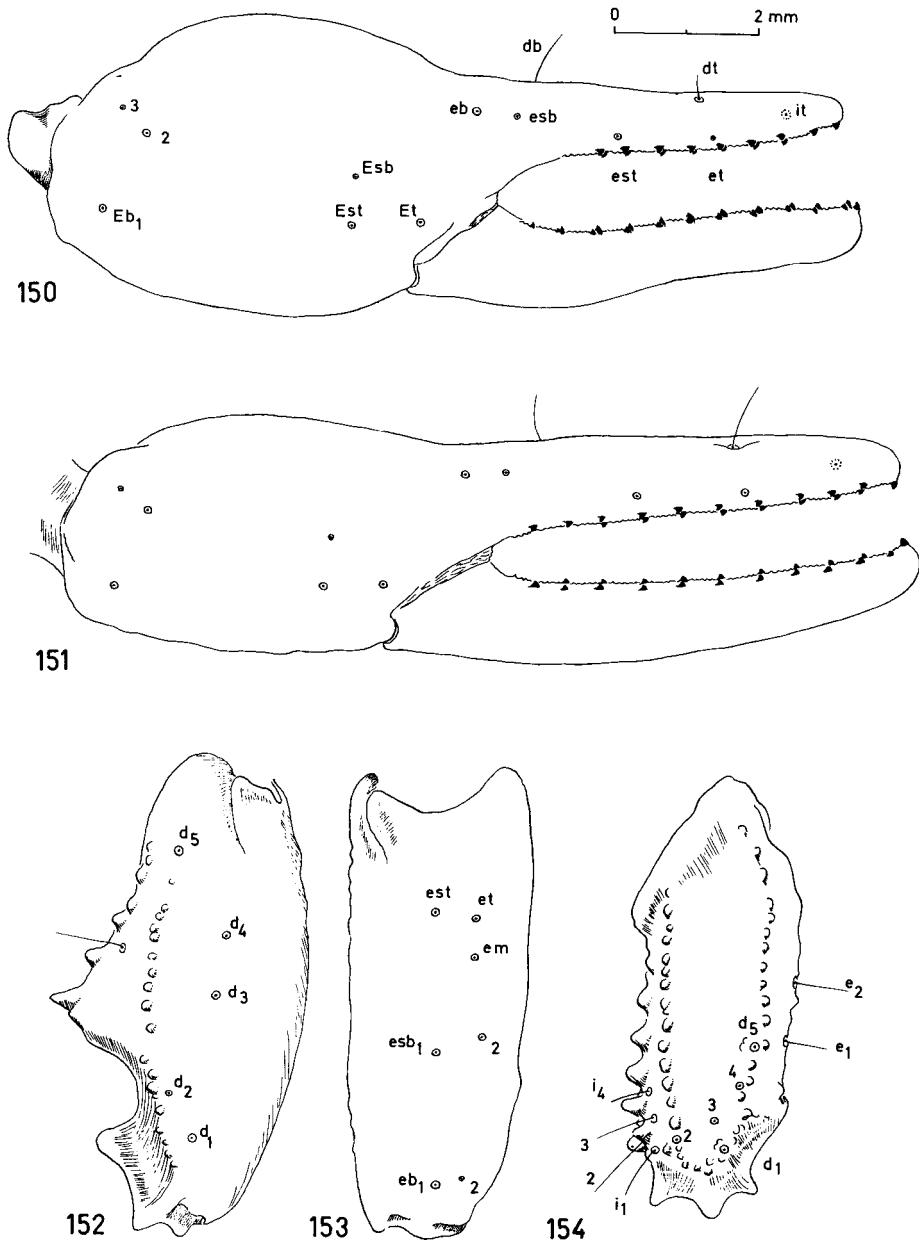 0 2 mm
db
dt
3
eb
esb
it
2
Esb
est
et
Eb₁
Est
Et
150
151
d₅
est
et
d₄
em
e₂
d₃
d₅
esb₁
2
e₁
i₄
4
d₂
3
3
2
d₁
2
d₁
eb₁
2
i₁
152
153
154